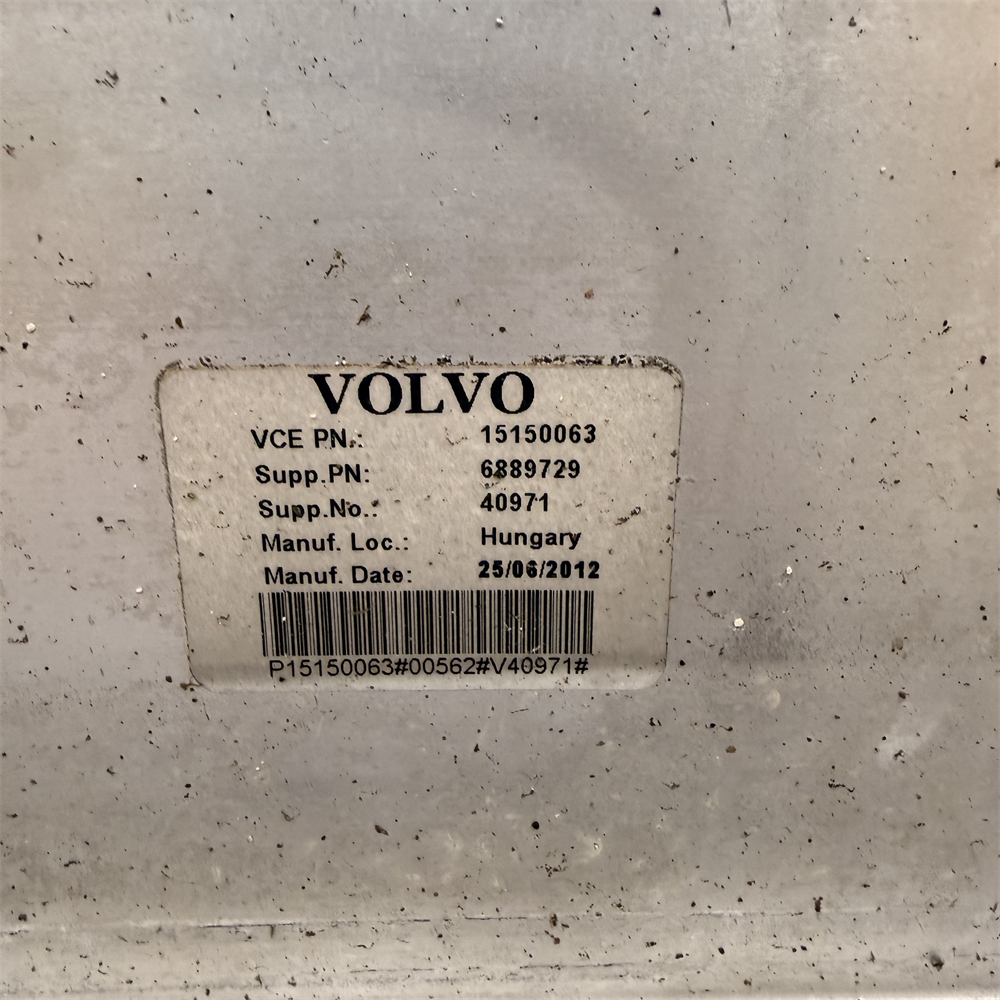 VOLVO
VCE PN.: 15150063
Supp.PN: 6889729
Supp.No.: 40971
Manuf. Loc.: Hungary
Manuf. Date: 25/06/2012
P15150063#00562#V40971#